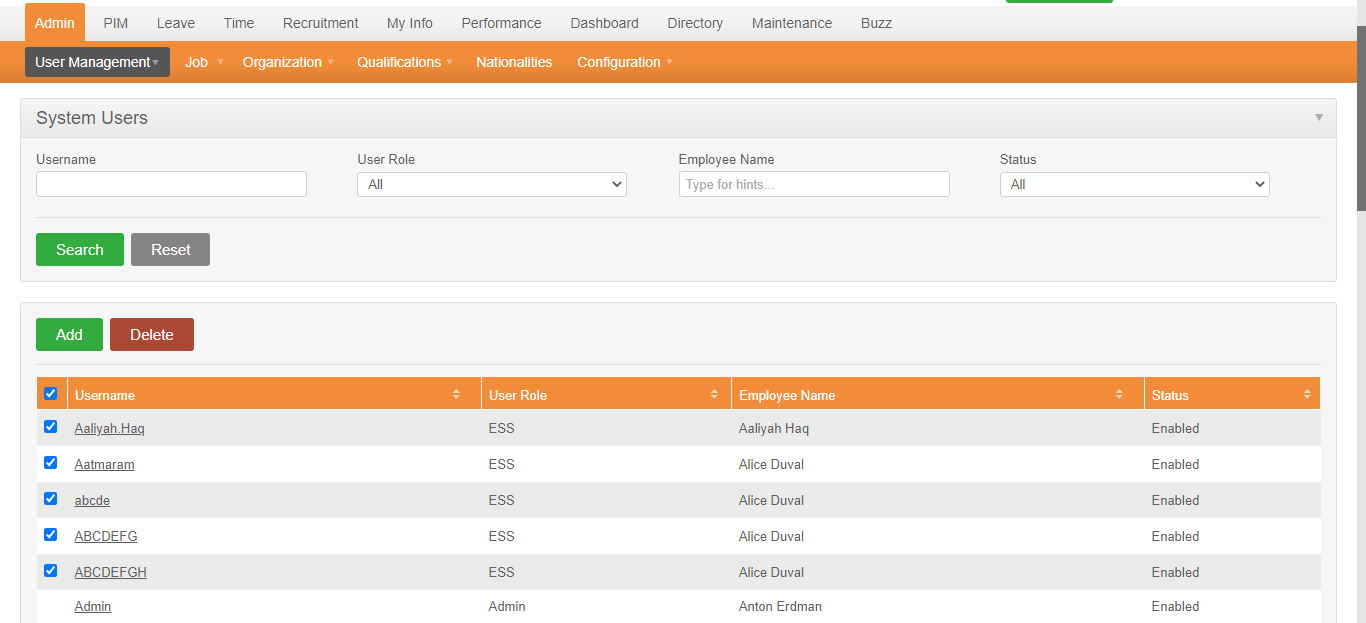 Admin PIM Leave Time Recruitment My Info Performance Dashboard Directory Maintenance Buzz
User Management Job Organization Qualifications Nationalities Configuration
System Users
Username User Role Employee Name Status
All Type for hints... All
Search Reset
Add Delete
Username User Role Employee Name Status
Aaliyah.Haq ESS Aaliyah Haq Enabled
Aatmaram ESS Alice Duval Enabled
abcde ESS Alice Duval Enabled
ABCDEFG ESS Alice Duval Enabled
ABCDEFGH ESS Alice Duval Enabled
Admin Admin Anton Erdman Enabled